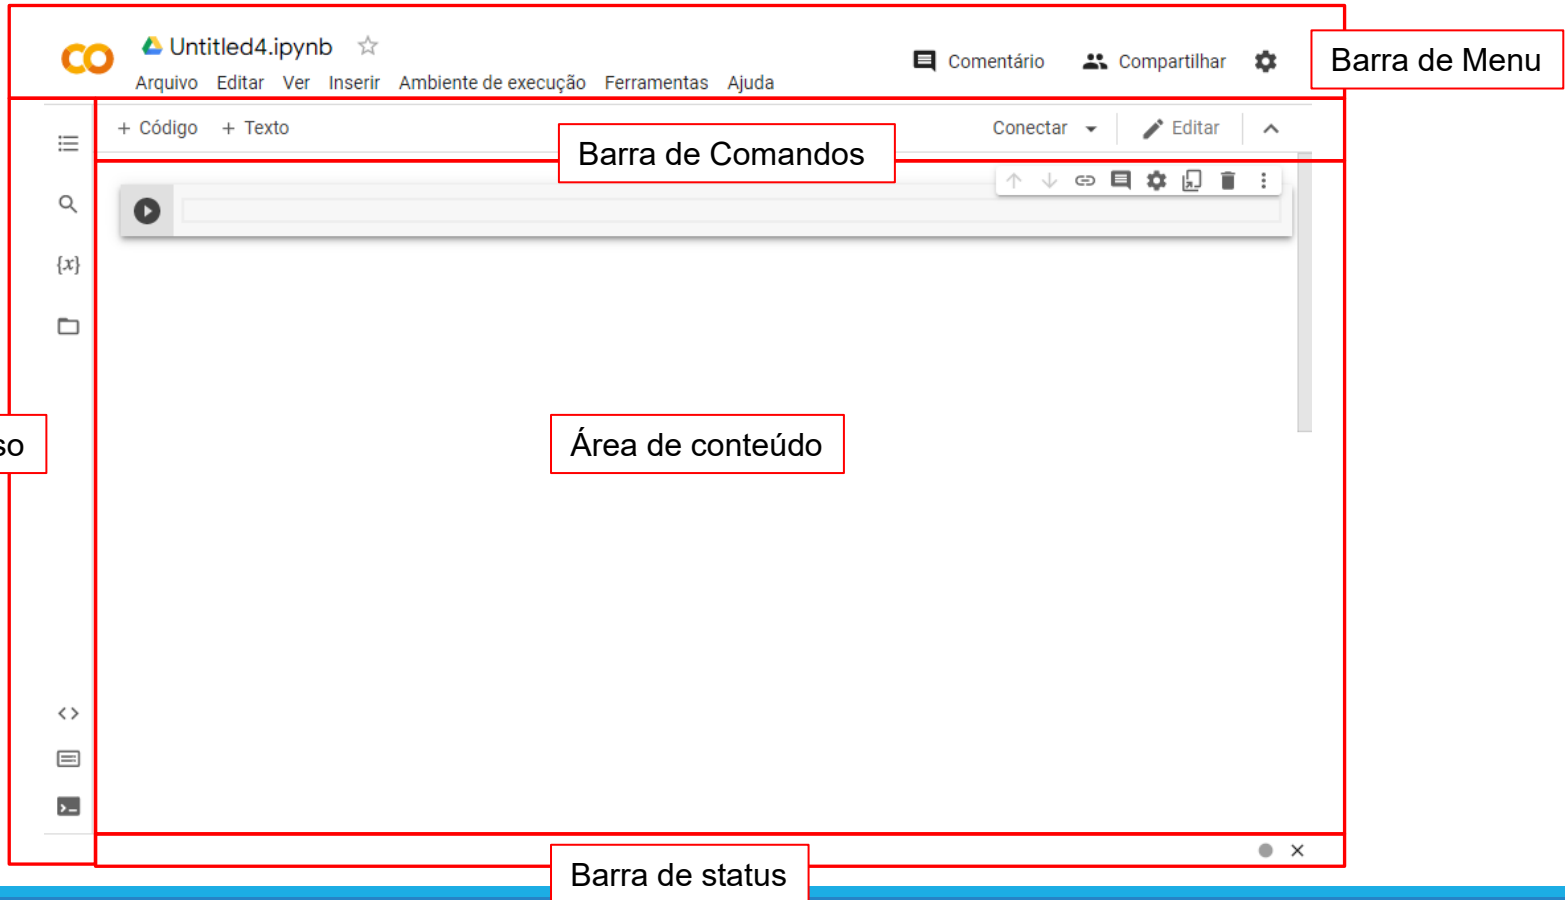 Untitled4.ipynb
Arquivo Editar Ver Inserir Ambiente de execução Ferramentas Ajuda
Comentário Compartilhar
Barra de Menu
+ Código + Texto
Conectar Editar
Barra de Comandos
{x}
so
Área de conteúdo
Barra de status